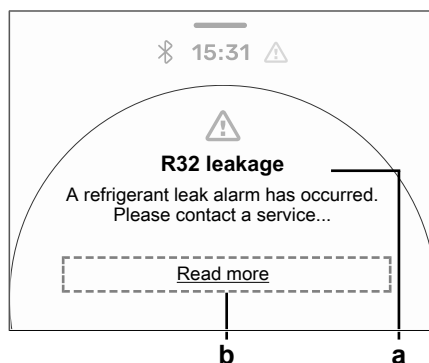 15:31
R32 leakage
A refrigerant leak alarm has occurred.
Please contact a service...
Read more
b a